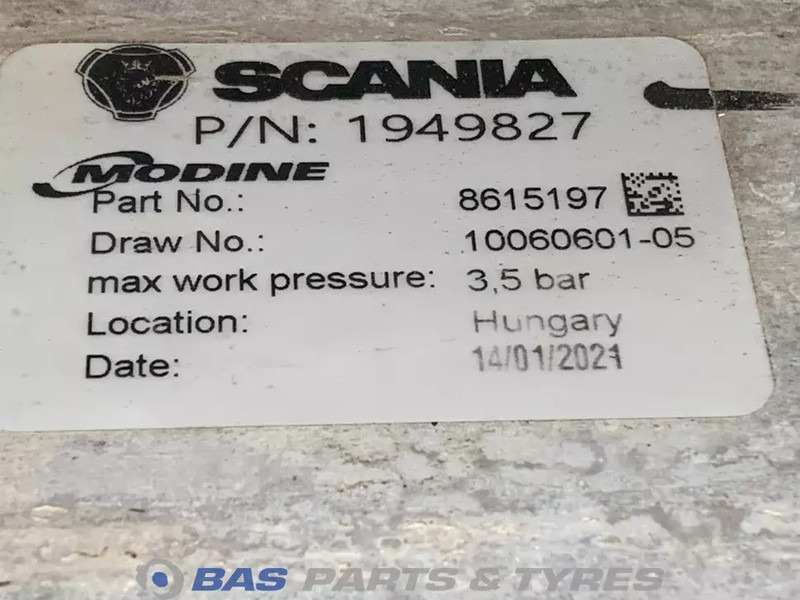 SCANIA
P/N: 1949827
MODINE
Part No.: 8615197
Draw No.: 10060601-05
max work pressure: 3,5 bar
Location: Hungary
Date: 14/01/2021
BAS PARTS & TYRES